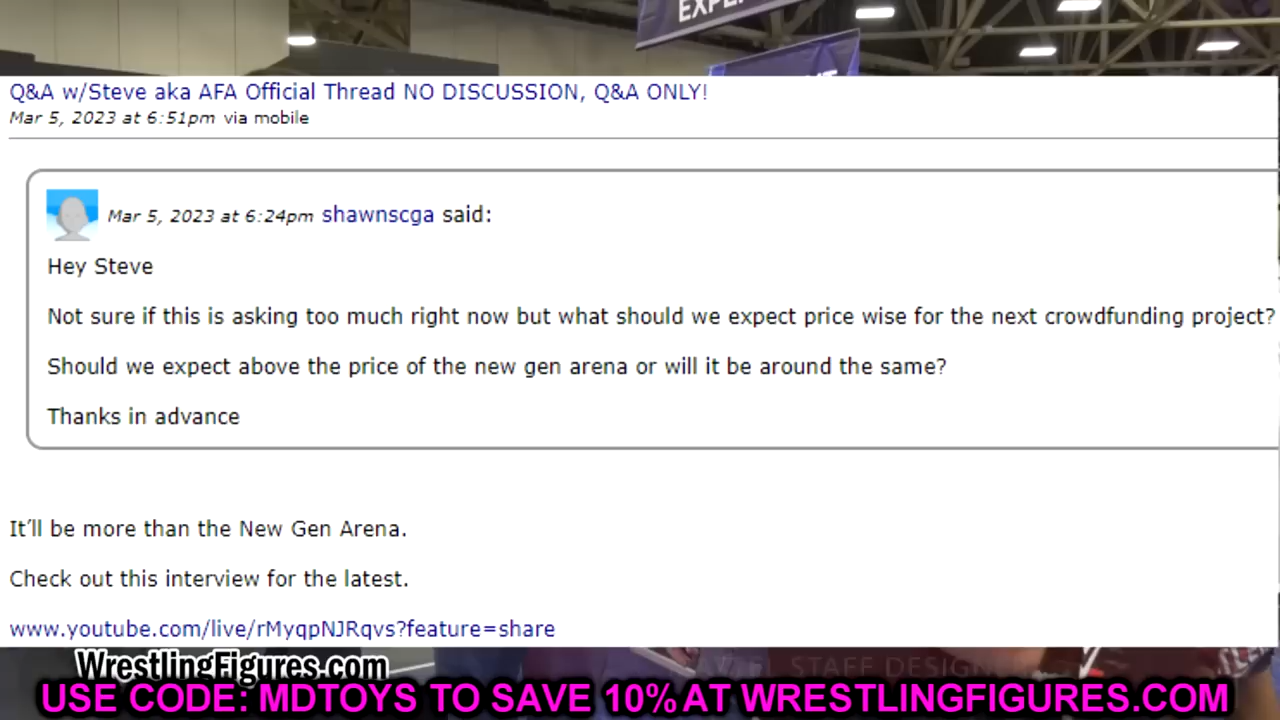 Q&A w/Steve aka AFA Official Thread NO DISCUSSION, Q&A ONLY!
Mar 5, 2023 at 6:51pm via mobile
Mar 5, 2023 at 6:24pm shawnscga said:
Hey Steve
Not sure if this is asking too much right now but what should we expect price wise for the next crowdfunding project?
Should we expect above the price of the new gen arena or will it be around the same?
Thanks in advance
It'll be more than the New Gen Arena.
Check out this interview for the latest.
www.youtube.com/live/rMyqpNJRqvs?feature=share
WrestlingFigures.com
STAFF DESIGNER
USE CODE: MDTOYS TO SAVE 10% AT WRESTLINGFIGURES.COM